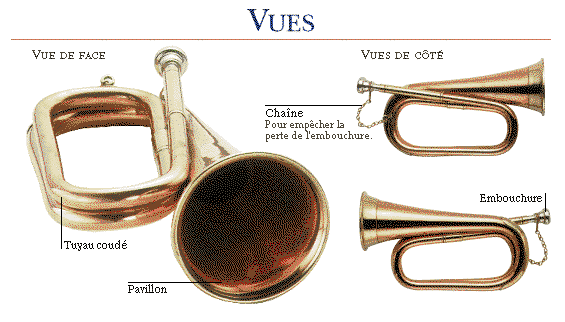 VUES
VUE DE FACE
VUES DE CÔTÉ
Chaîne
Pour empêcher la
perte de l'embouchure.
Embouchure
Tuyau coudé
Pavillon